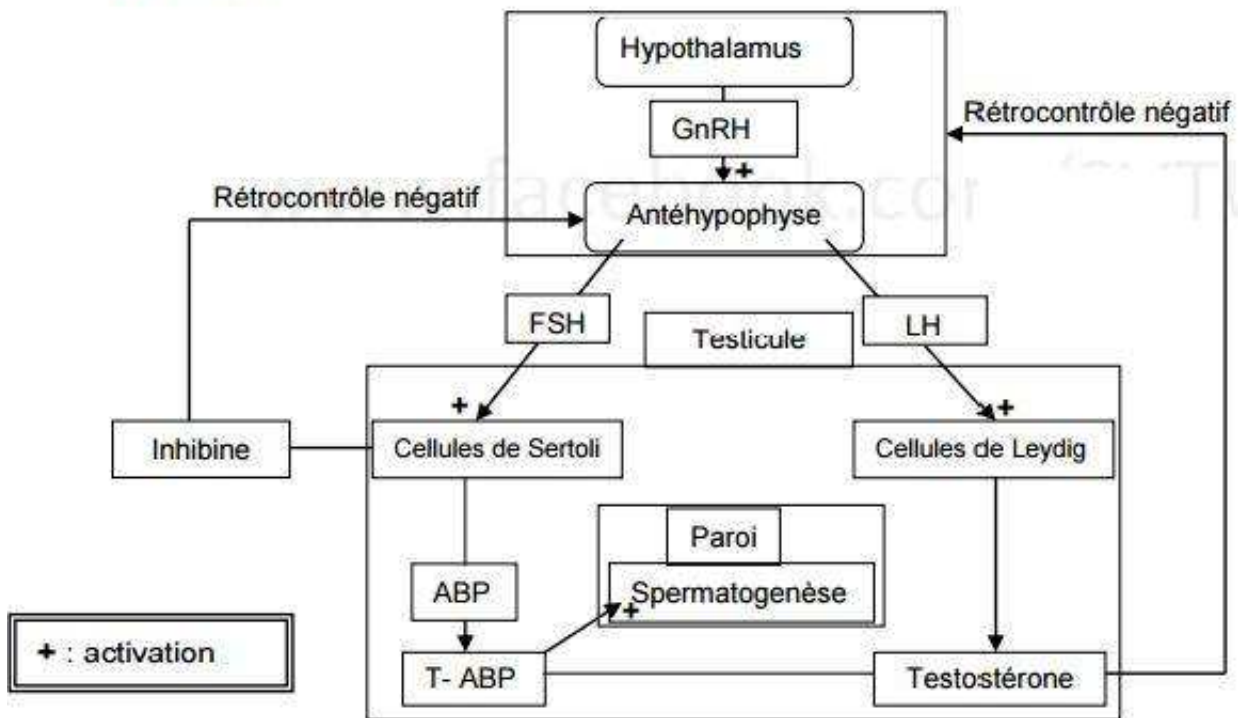 Hypothalamus
GnRH
Rétrocontrôle négatif
+
Rétrocontrôle négatif
Antéhypophyse
FSH
LH
Testicule
+
+
Inhibine
Cellules de Sertoli
Cellules de Leydig
Paroi
ABP
Spermatogenèse
+
+ : activation
T- ABP
Testostérone